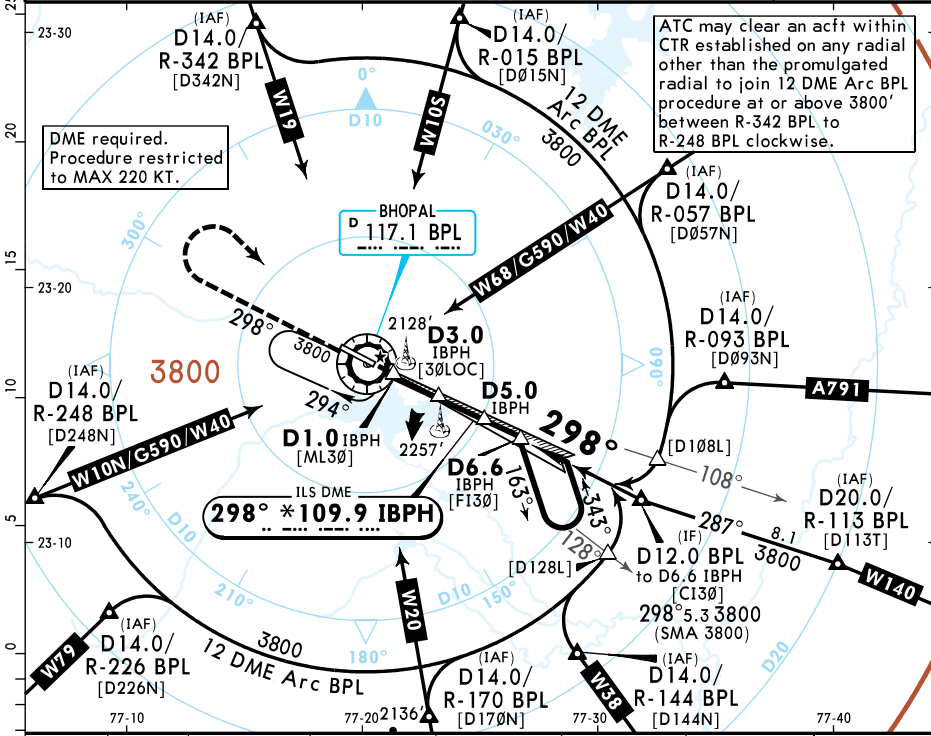 25
23-30
20
15
23-20
10
5
23-10
0
(IAF)
D14.0/
R-342 BPL
[D342N]
W19
(IAF)
D14.0/
R-015 BPL
[DØ15N]
W10S
ATC may clear an acft within
CTR established on any radial
other than the promulgated
radial to join 12 DME Arc BPL
procedure at or above 3800'
between R-342 BPL to
R-248 BPL clockwise.
DME required.
Procedure restricted
to MAX 220 KT.
0°
D10
030°
12 DME
Arc BPL
3800
(IAF)
D14.0/
R-057 BPL
[DØ57N]
W68/G590/W40
BHOPAL
D 117.1 BPL
300°
298°
3800
3800
294°
2128'
D3.0
IBPH
[3ØLOC]
D5.0
IBPH
298°
060°
(IAF)
D14.0/
R-093 BPL
[DØ93N]
A791
(IAF)
D14.0/
R-248 BPL
[D248N]
W10N/G590/W40
D1.0 IBPH
[ML3Ø]
2257'
D6.6
IBPH
[FI3Ø]
163°
343°
[D1Ø8L]
108°
ILS DME
298° *109.9 IBPH
240°
D10
210°
(IAF)
D20.0/
R-113 BPL
[D113T]
287°
8.1
3800
W140
(IF)
D12.0 BPL
to D6.6 IBPH
[CI3Ø]
298° 5.3 3800
(SMA 3800)
128°
[D128L]
D10
150°
180°
W20
D20
W79
(IAF)
D14.0/
R-226 BPL
[D226N]
3800
12 DME Arc BPL
(IAF)
D14.0/
R-170 BPL
[D17ØN]
2136'
(IAF)
D14.0/
R-144 BPL
[D144N]
W38
77-10
77-20
77-30
77-40